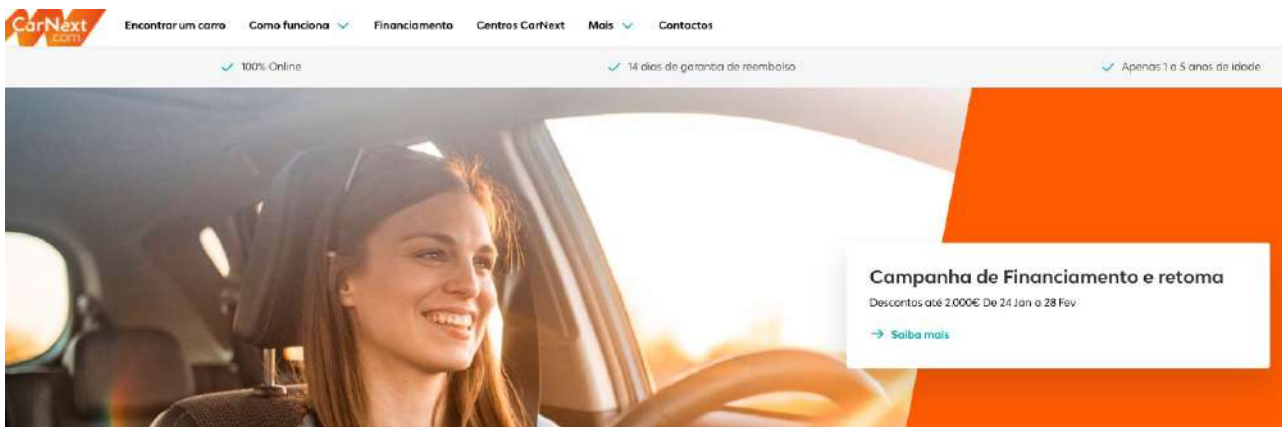 CarNext
.com
Encontrar um carro Como funciona Financiamento Centros CarNext Mais Contactos
100% Online 14 dias de garantia de reembolso Apenas 1 a 5 anos de idade
Campanha de Financiamento e retoma
Descontos até 2.000€ De 24 Jan a 28 Fev
Saiba mais